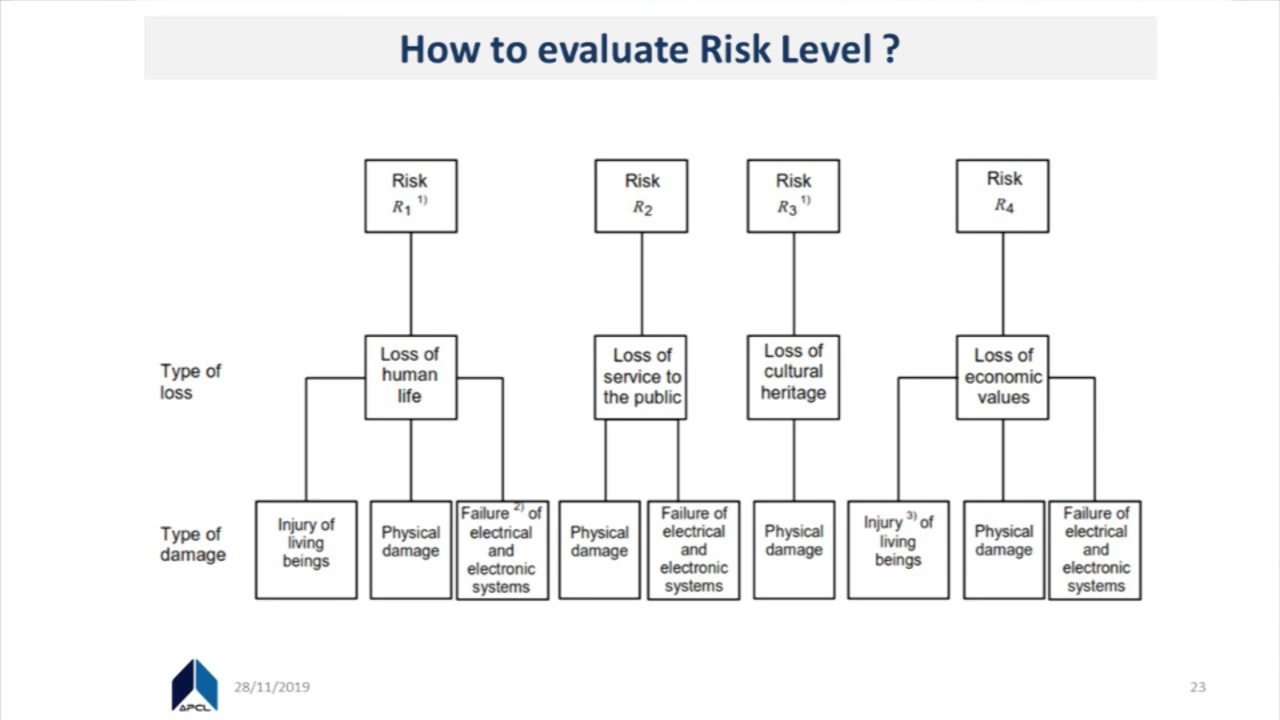 How to evaluate Risk Level ?
Risk
R1 1)
Risk
R2
Risk
R3 1)
Risk
R4
Type of
loss
Loss of
human
life
Loss of
service to
the public
Loss of
cultural
heritage
Loss of
economic
values
Type of
damage
Injury of
living
beings
Physical
damage
Failure 2) of
electrical
and
electronic
systems
Physical
damage
Failure of
electrical
and
electronic
systems
Physical
damage
Injury 3) of
living
beings
Physical
damage
Failure of
electrical
and
electronic
systems
APCL
28/11/2019
23